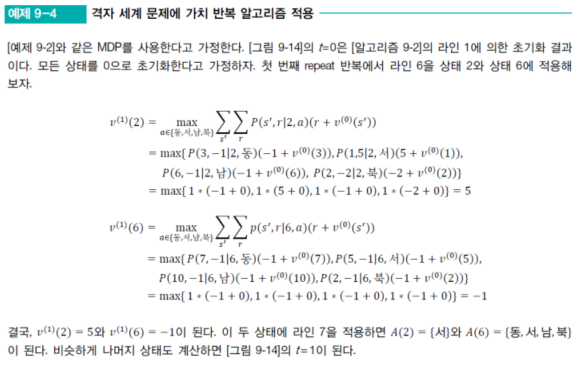 예제 9-4 격자 세계 문제에 가치 반복 알고리즘 적용
[예제 9-2]와 같은 MDP를 사용한다고 가정한다. [그림 9-14]의 t=0은 [알고리즘 9-2]의 라인 1에 의한 초기화 결과
이다. 모든 상태를 0으로 초기화한다고 가정하자. 첫 번째 repeat 반복에서 라인 6을 상태 2와 상태 6에 적용해
보자.
v⁽¹⁾(2) = max_{a∈{동,서,남,북}} ∑_{s′} ∑_{r} P(s′, r|2, a)(r + v⁽⁰⁾(s′))
= max{ P(3, −1|2, 동)(−1 + v⁽⁰⁾(3)), P(1,5|2, 서)(5 + v⁽⁰⁾(1)),
P(6, −1|2, 남)(−1 + v⁽⁰⁾(6)), P(2, −2|2, 북)(−2 + v⁽⁰⁾(2))}
= max{ 1 * (−1 + 0), 1 * (5 + 0), 1 * (−1 + 0), 1 * (−2 + 0)} = 5
v⁽¹⁾(6) = max_{a∈{동,서,남,북}} ∑_{s′} ∑_{r} p(s′, r|6, a)(r + v⁽⁰⁾(s′))
= max{P(7, −1|6, 동)(−1 + v⁽⁰⁾(7)), P(5, −1|6, 서)(−1 + v⁽⁰⁾(5)),
P(10, −1|6, 남)(−1 + v⁽⁰⁾(10)), P(2, −1|6, 북)(−1 + v⁽⁰⁾(2))}
= max{ 1 * (−1 + 0), 1 * (−1 + 0), 1 * (−1 + 0), 1 * (−1 + 0)} = −1
결국, v⁽¹⁾(2) = 5와 v⁽¹⁾(6) = −1이 된다. 이 두 상태에 라인 7을 적용하면 A(2) = {서}와 A(6) = {동, 서, 남, 북}
이 된다. 비슷하게 나머지 상태도 계산하면 [그림 9-14]의 t=1이 된다.